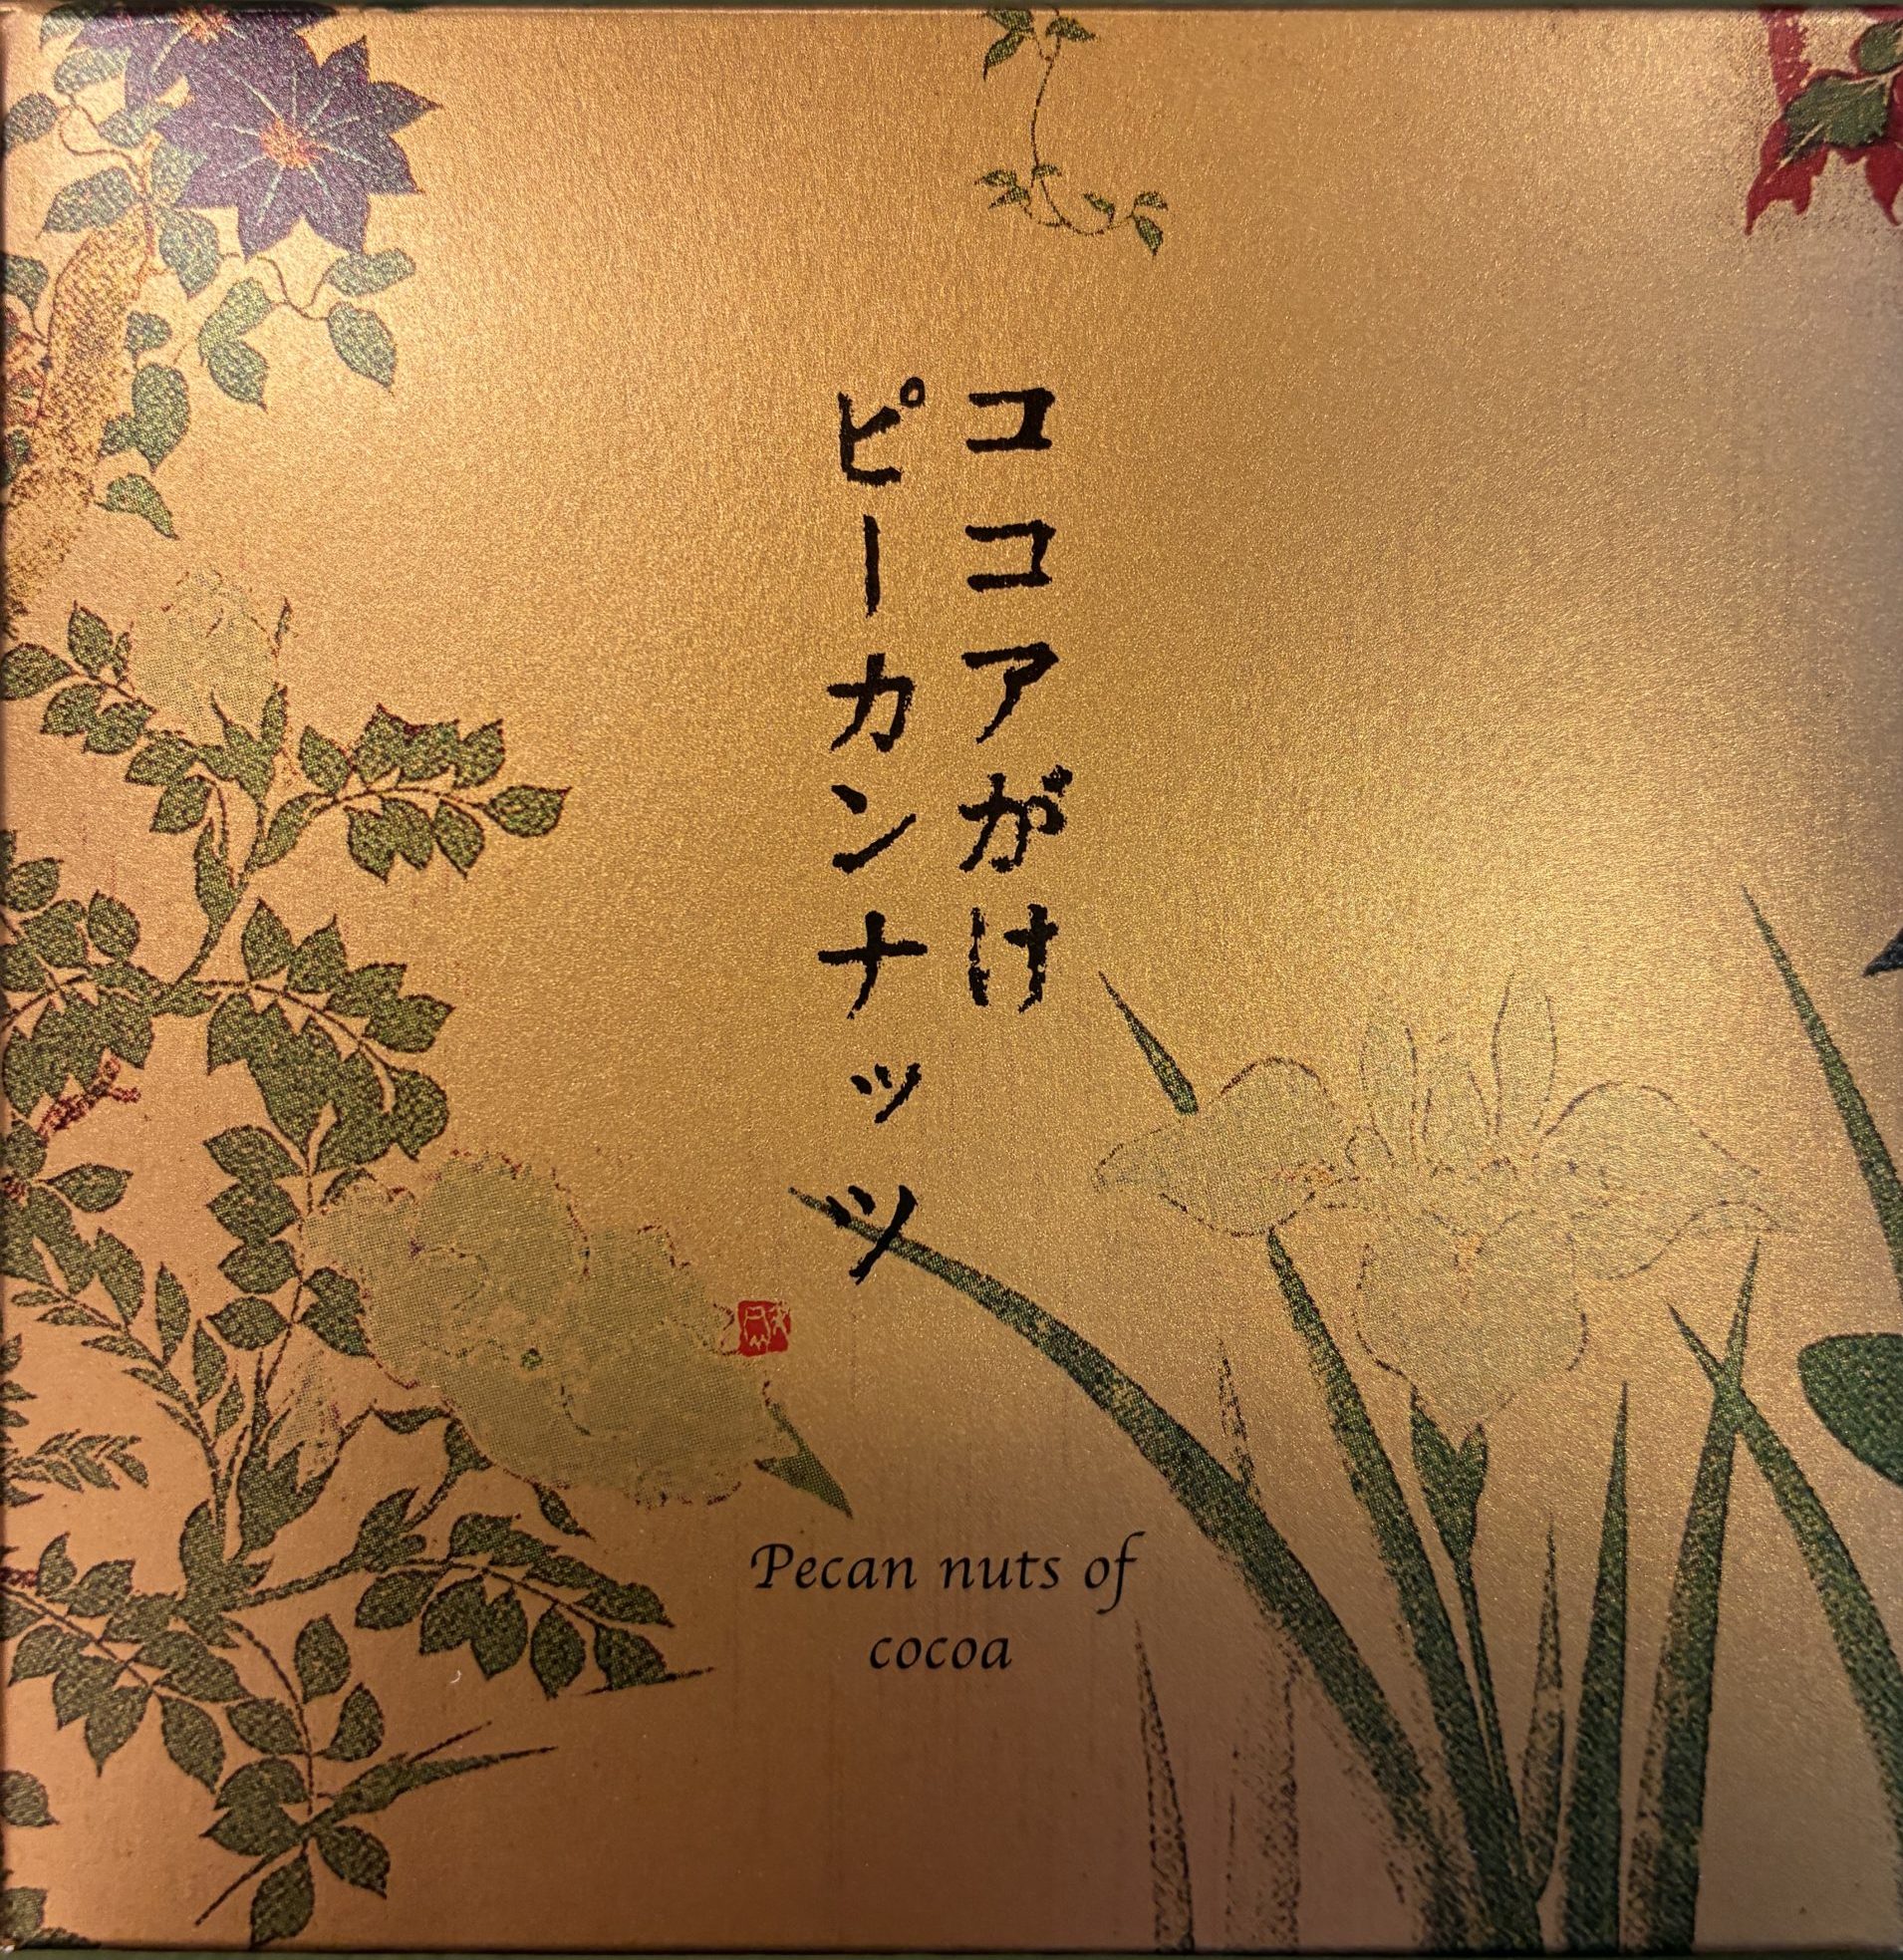 ココアがけ
ピーカンナッツ
Pecan nuts of
cocoa